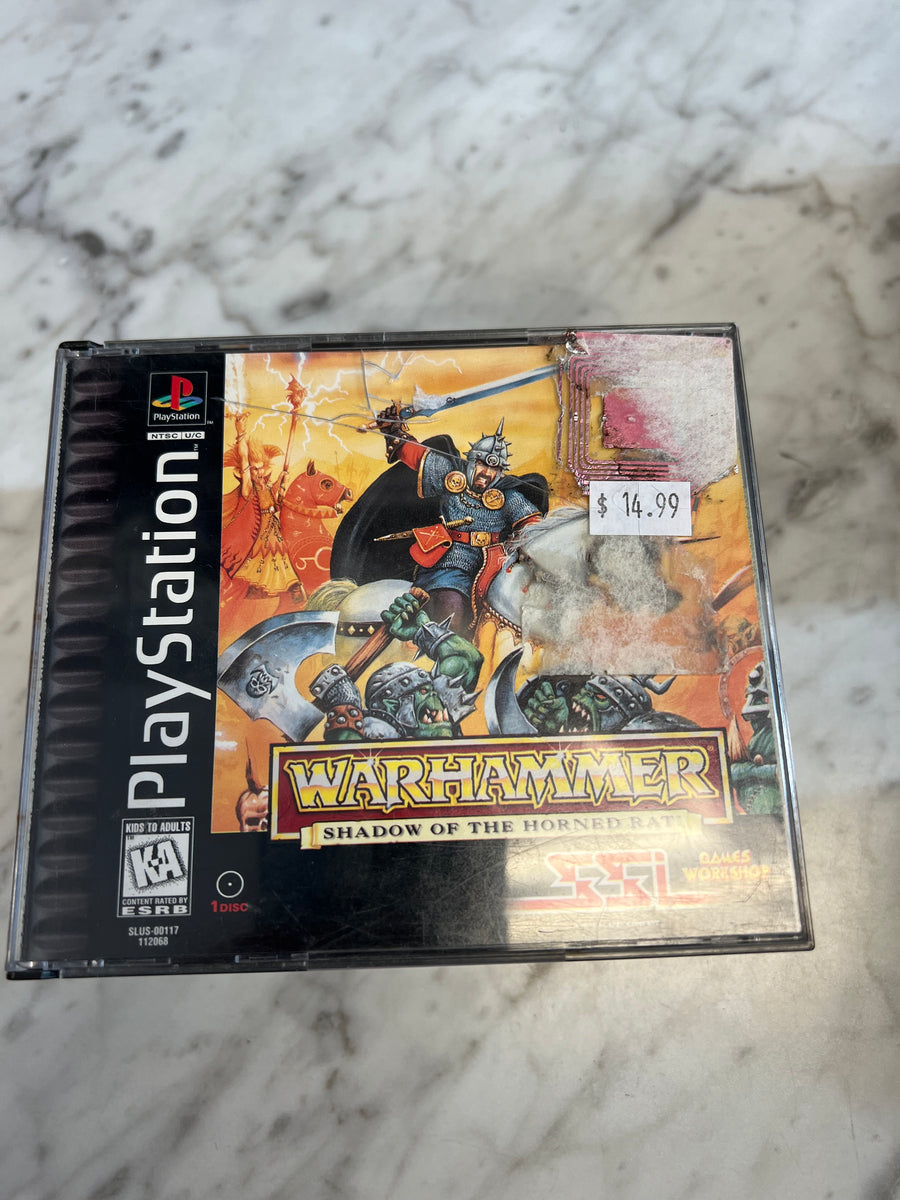 PlayStation
NTSC U/C
PlayStation
$ 14.99
WARHAMMER®
SHADOW OF THE HORNED RAT
KIDS TO ADULTS
K-A
CONTENT RATED BY
ESRB
1 DISC
SSI
GAMES
WORKSHOP
SLUS-00117
112068